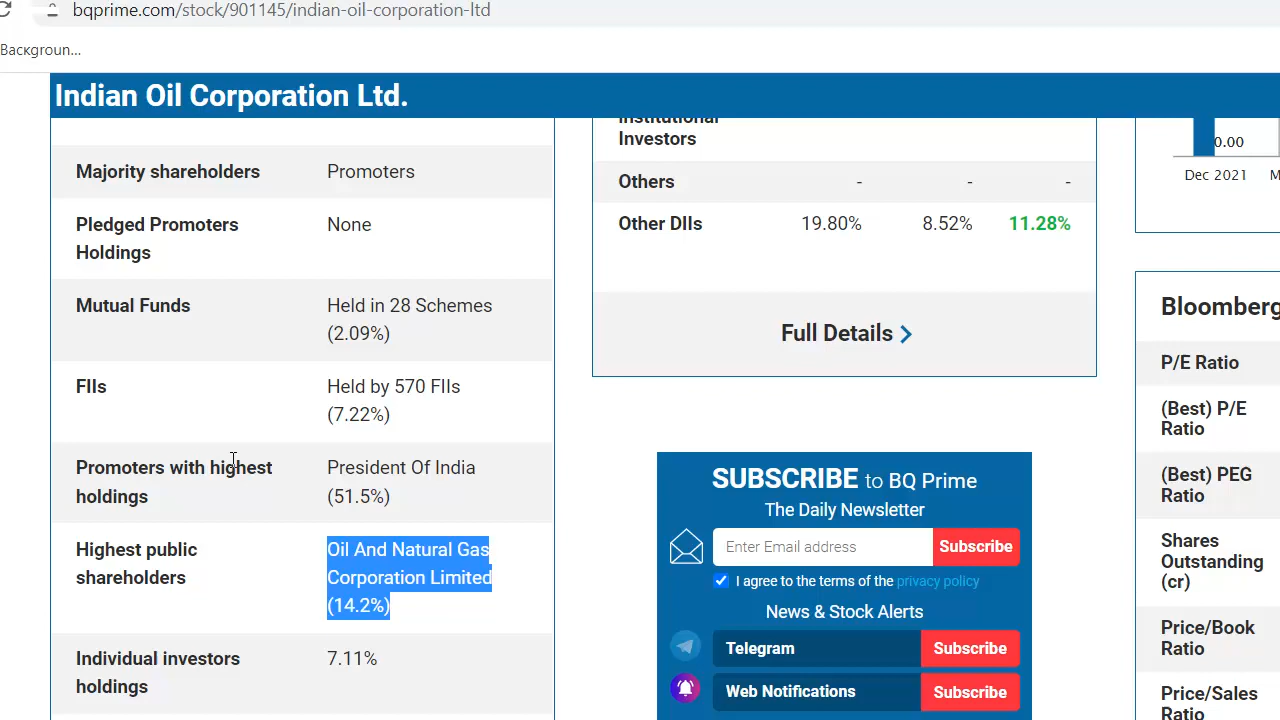 bqprime.com/stock/901145/indian-oil-corporation-ltd
Backgroun...
Indian Oil Corporation Ltd.
Majority shareholders Promoters
Pledged Promoters None
Holdings
Mutual Funds Held in 28 Schemes
(2.09%)
FIIs Held by 570 FIIs
(7.22%)
Promoters with highest President Of India
holdings (51.5%)
Highest public Oil And Natural Gas
shareholders Corporation Limited
(14.2%)
Individual investors 7.11%
holdings
Institutional
Investors
Others - - -
Other DIIs 19.80% 8.52% 11.28%
Full Details
SUBSCRIBE to BQ Prime
The Daily Newsletter
Enter Email address Subscribe
I agree to the terms of the privacy policy
News & Stock Alerts
Telegram Subscribe
Web Notifications Subscribe
0.00
Dec 2021 M
Bloomberg
P/E Ratio
(Best) P/E
Ratio
(Best) PEG
Ratio
Shares
Outstanding
(cr)
Price/Book
Ratio
Price/Sales
Ratio